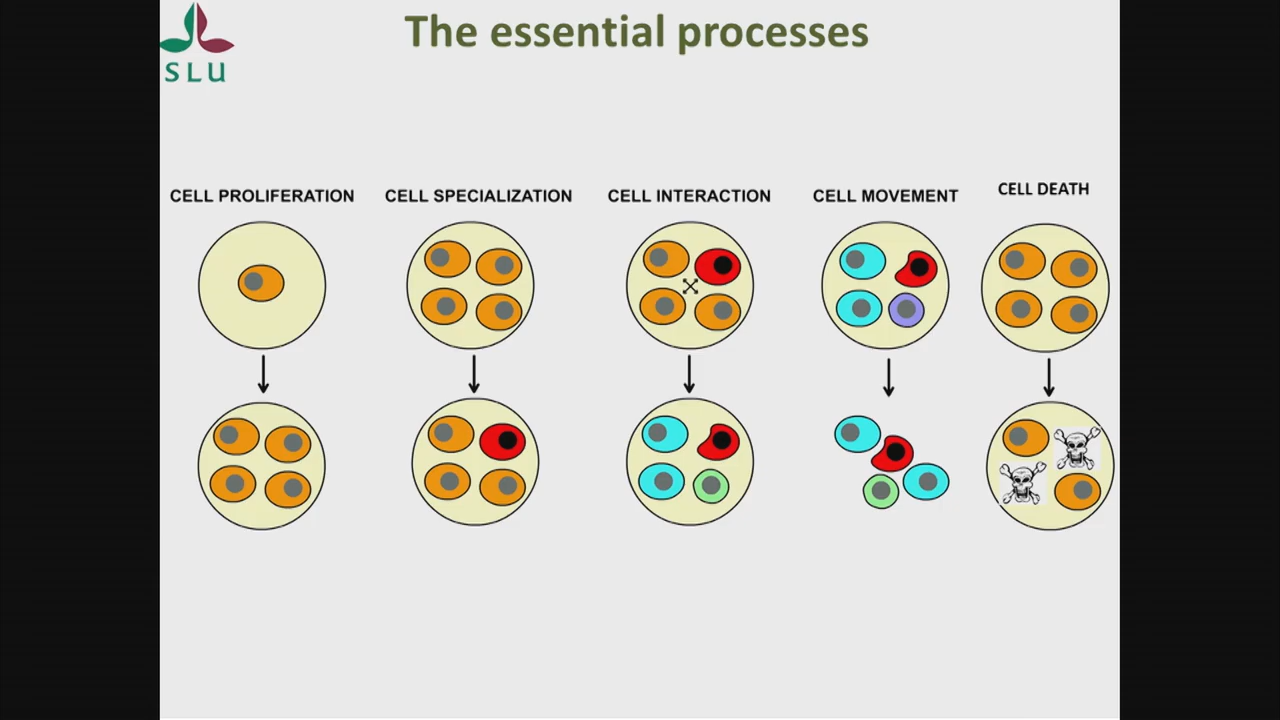 The essential processes
SLU
CELL PROLIFERATION
CELL SPECIALIZATION
CELL INTERACTION
CELL MOVEMENT
CELL DEATH